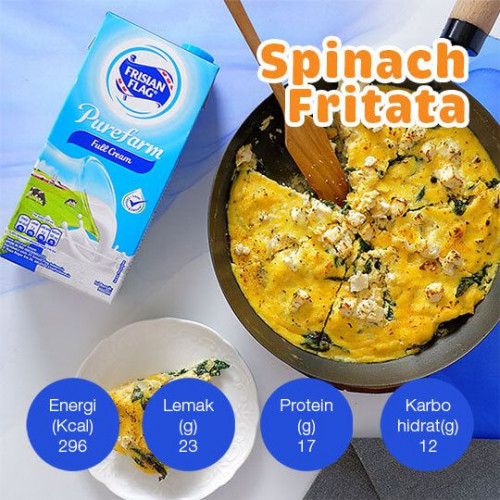 Spinach
Fritata
FRISIAN
FLAG
Purefarm
Full Cream
Energi
(Kcal)
296
Lemak
(g)
23
Protein
(g)
17
Karbo
hidrat(g)
12